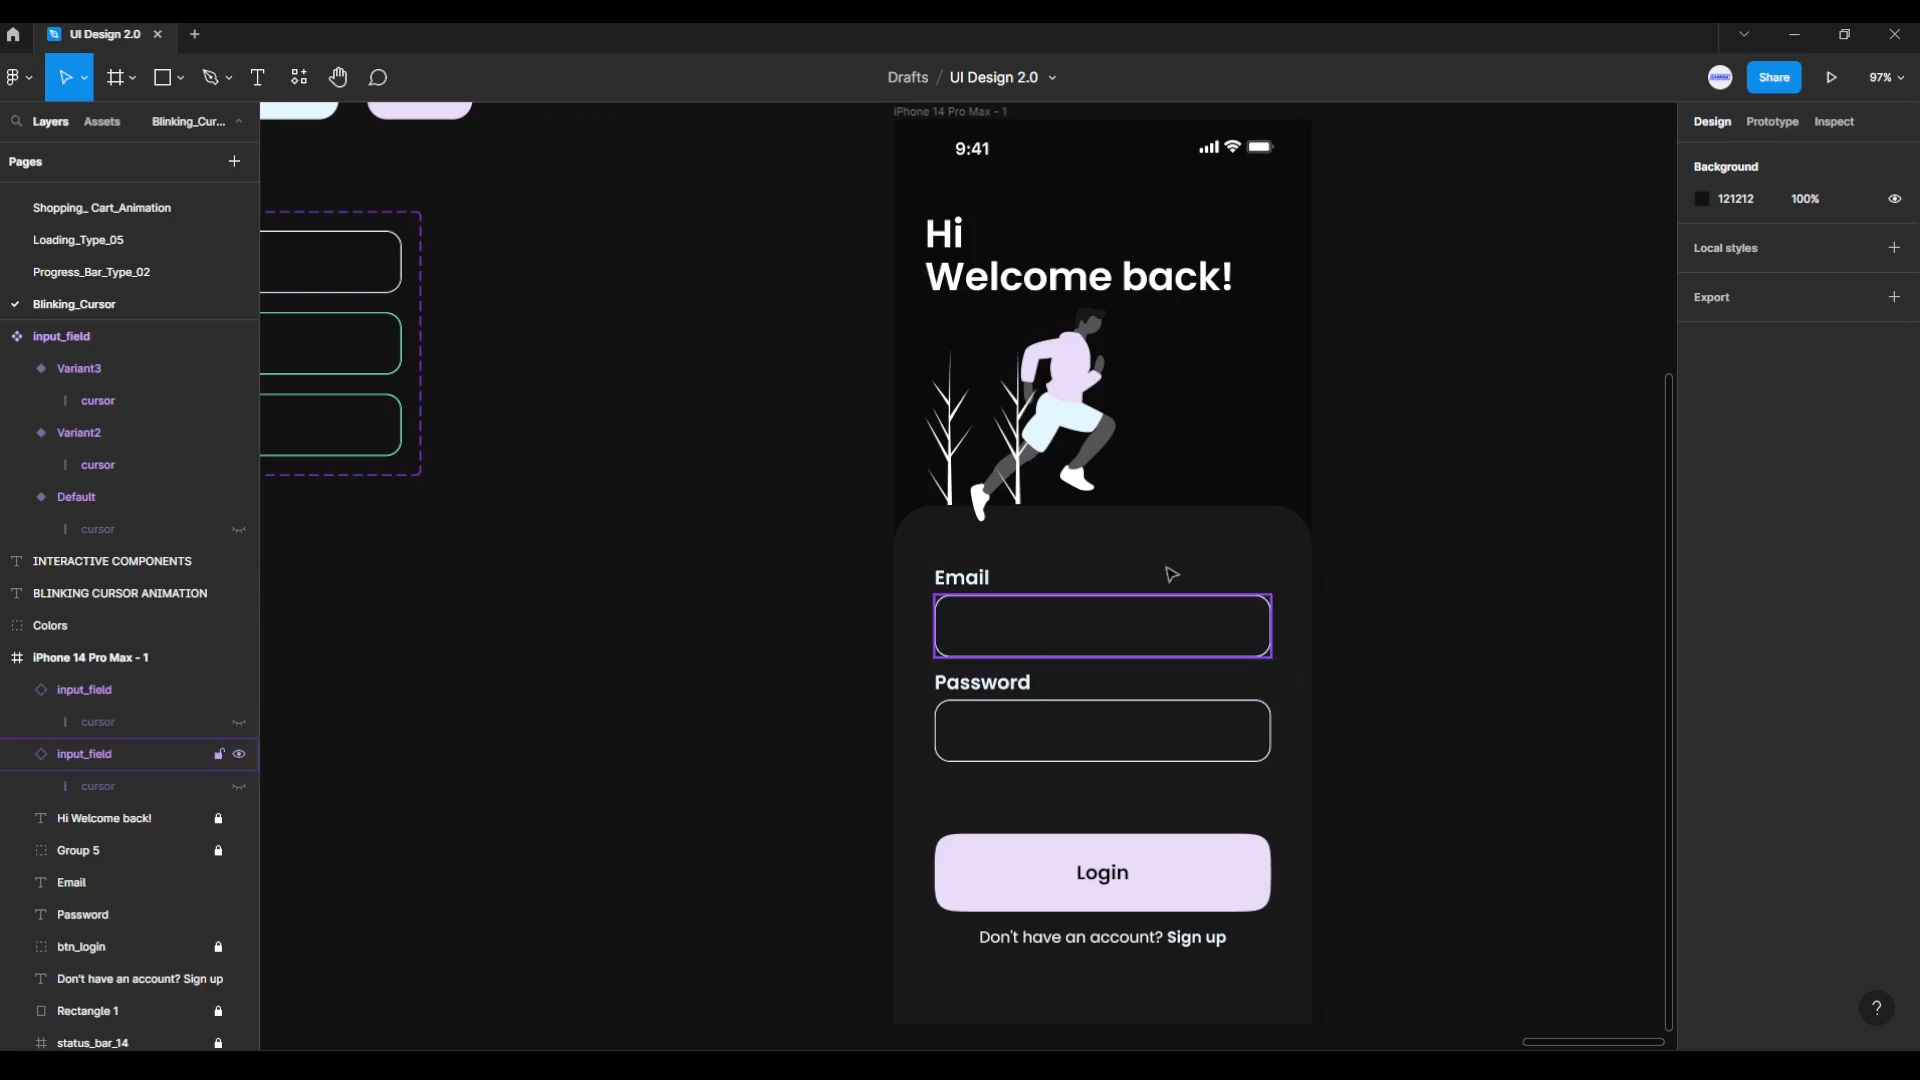 UI Design 2.0
Drafts / UI Design 2.0
Share
97%
Layers
Assets
Blinking_Cur...
Pages
Shopping_ Cart_Animation
Loading_Type_05
Progress_Bar_Type_02
Blinking_Cursor
input_field
Variant3
cursor
Variant2
cursor
Default
cursor
INTERACTIVE COMPONENTS
BLINKING CURSOR ANIMATION
Colors
iPhone 14 Pro Max - 1
input_field
cursor
input_field
cursor
Hi Welcome back!
Group 5
Email
Password
btn_login
Don't have an account? Sign up
Rectangle 1
status_bar_14
iPhone 14 Pro Max - 1
9:41
Hi
Welcome back!
Email
Password
Login
Don't have an account? Sign up
Design
Prototype
Inspect
Background
121212
100%
Local styles
Export
?